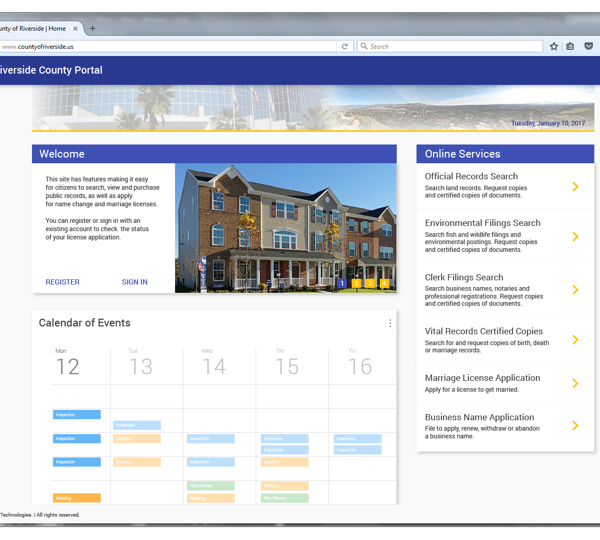 unty of Riverside | Home × +
www.countyofriverside.us
C Search
iverside County Portal
Tuesday, January 10, 2017
Welcome
This site has features making it easy
for citizens to search, view and purchase
public records, as well as apply
for name change and marriage licenses.
You can register or sign in with an
existing account to check the status
of your license application.
REGISTER SIGN IN
1 2 3 4
Online Services
Official Records Search
Search land records. Request copies
and certified copies of documents.
Environmental Filings Search
Search fish and wildlife filings and
environmental postings. Request copies
and certified copies of documents.
Clerk Filings Search
Search business names, notaries and
professional registrations. Request copies
and certified copies of documents.
Vital Records Certified Copies
Search for and request copies of birth, death
or marriage records.
Marriage License Application
Apply for a license to get married.
Business Name Application
File to apply, renew, withdraw or abandon
a business name.
Calendar of Events
Mon Tue Wed Thr Fri
12 13 14 15 16
Inspection
Inspection
Inspection Meeting Inspection Inspection Inspection
Inspection Inspection
Inspection Meeting Inspection Meeting
Plan Review Meeting
Meeting Meeting Plan Review
Technologies. | All rights reserved.